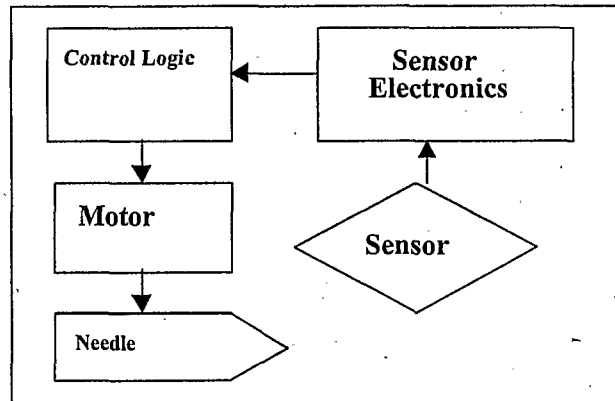 Control Logic
Sensor
Electronics
Motor
Sensor
Needle